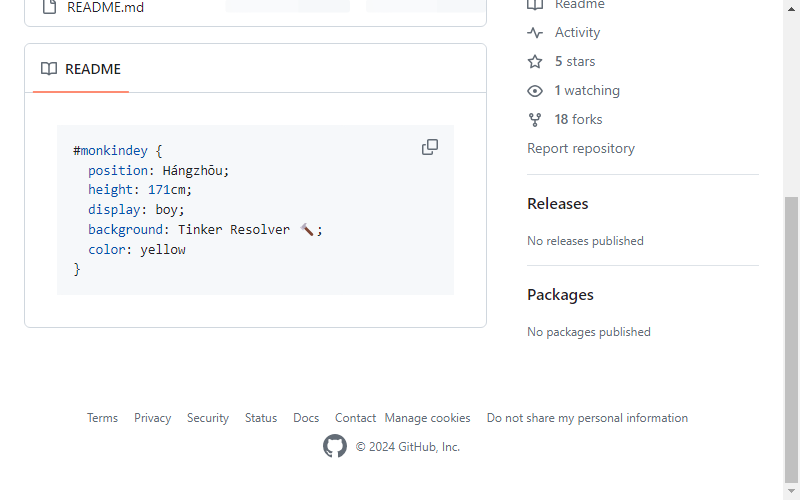 README.md
README
#monkindey {
position: Hángzhōu;
height: 171cm;
display: boy;
background: Tinker Resolver 🔨;
color: yellow
}
Readme
Activity
5 stars
1 watching
18 forks
Report repository
Releases
No releases published
Packages
No packages published
Terms Privacy Security Status Docs Contact Manage cookies Do not share my personal information
© 2024 GitHub, Inc.